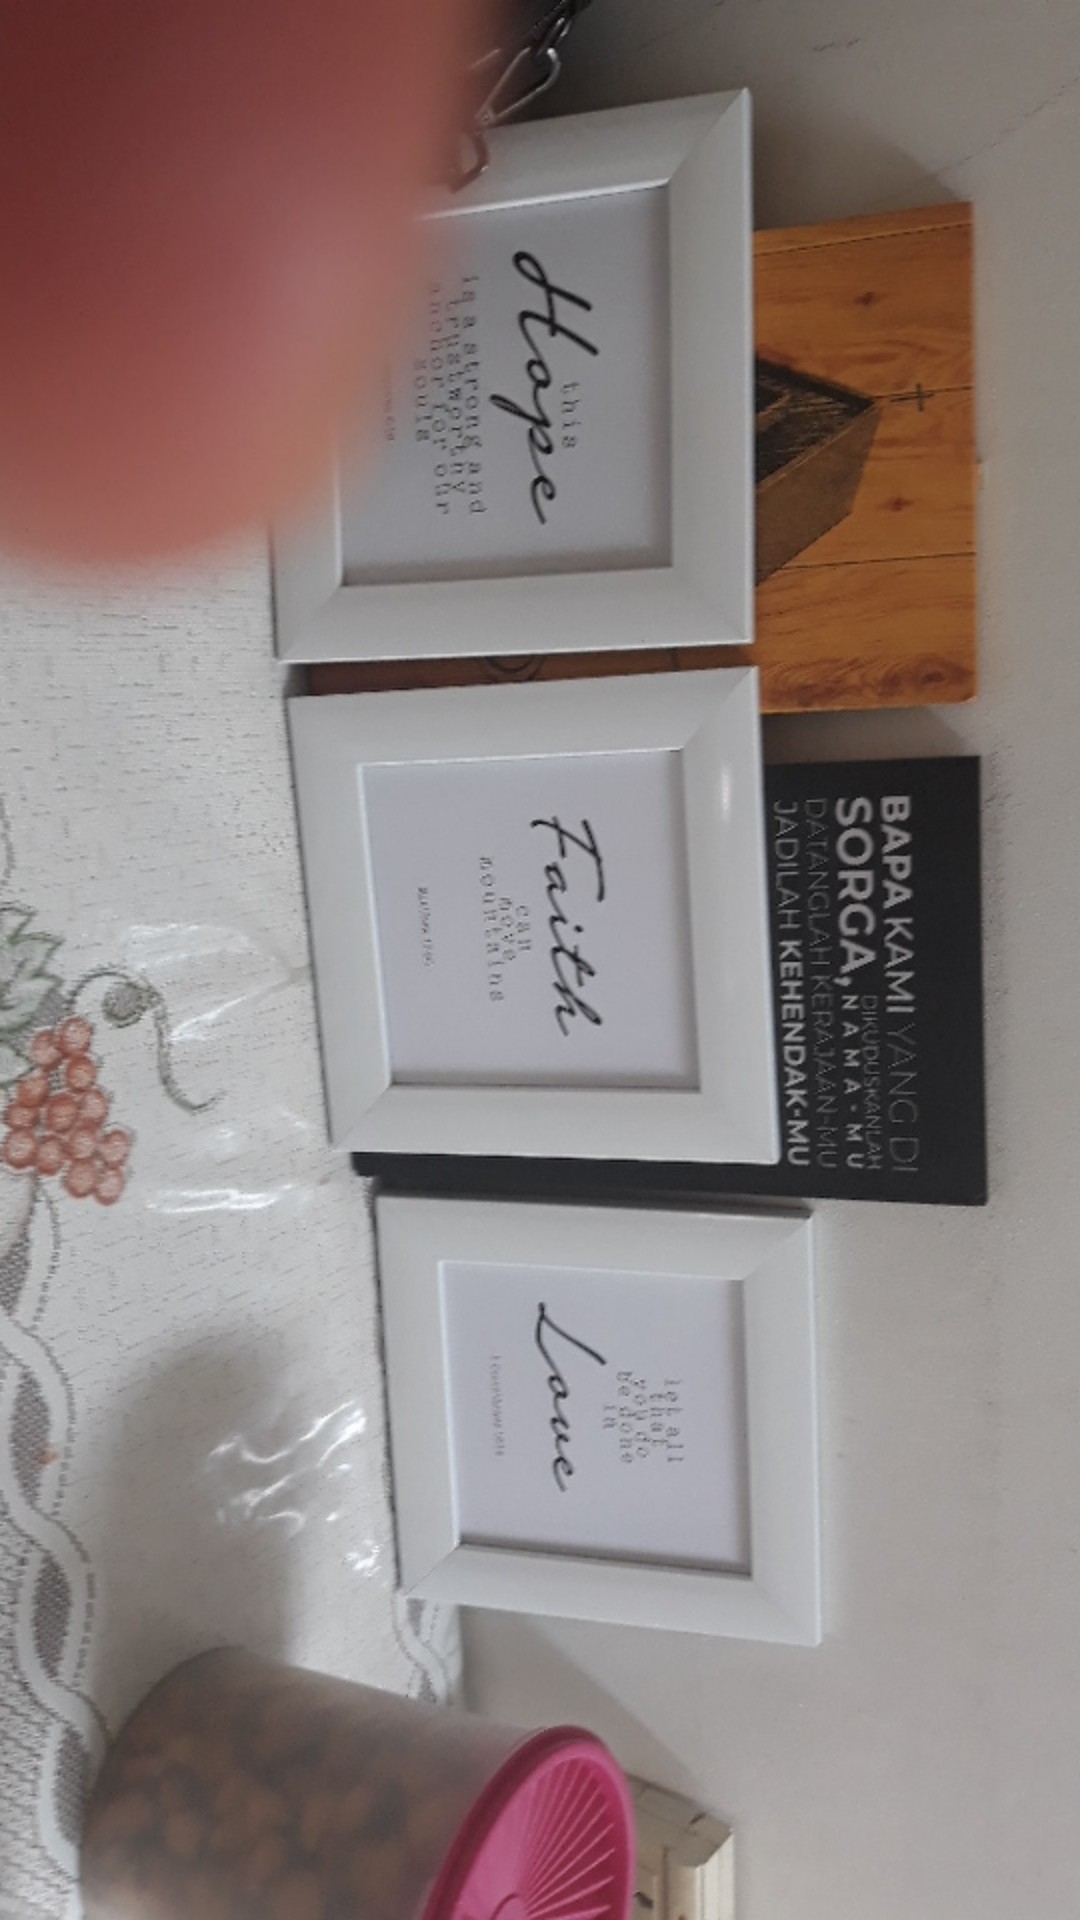 this
Hope
is a strong and
trustworthy
anchor for our
souls
Faith
can
move
mountains
BAPA KAMI YANG DI
SORGA, DIKUDUSKANLAH
NAMA-MU
DATANGLAH KERAJAAN-MU
JADILAH KEHENDAK-MU
let all
that
you do
be done
in
Love